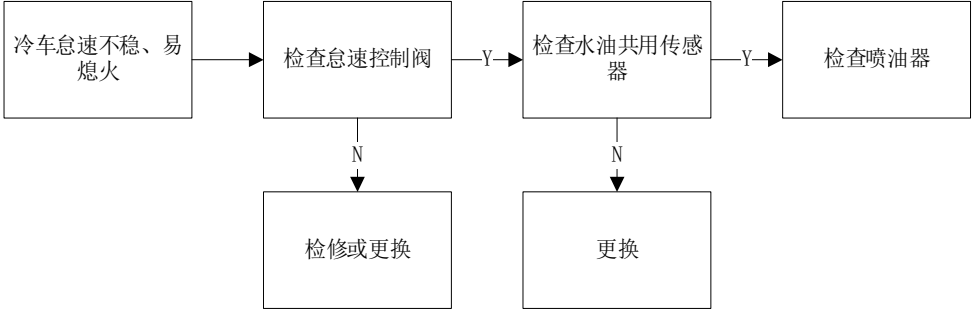 冷车怠速不稳、易
熄火
检查怠速控制阀
Y
检查水油共用传感
器
Y
检查喷油器
N
N
检修或更换
更换